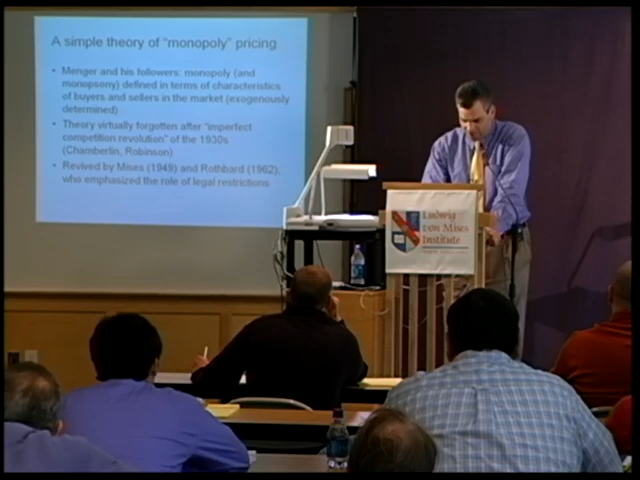 A simple theory of "monopoly" pricing
• Menger and his followers: monopoly (and
monopsony) defined in terms of characteristics
of buyers and sellers in the market (exogenously
determined)
• Theory virtually forgotten after "imperfect
competition revolution" of the 1930s
(Chamberlin, Robinson)
• Revived by Mises (1949) and Rothbard (1962),
who emphasized the role of legal restrictions
Ludwig
von Mises
Institute